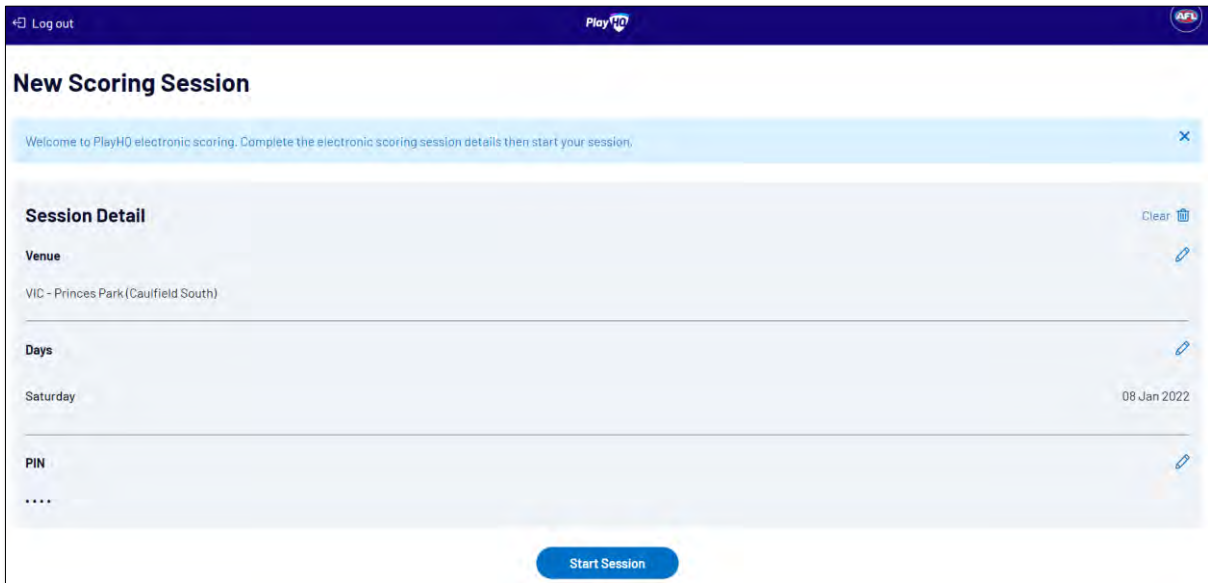 Log out
PlayHQ
AFL
New Scoring Session
Welcome to PlayHQ electronic scoring. Complete the electronic scoring session details then start your session.
Session Detail
Clear
Venue
VIC - Princes Park (Caulfield South)
Days
Saturday
08 Jan 2022
PIN
••••
Start Session